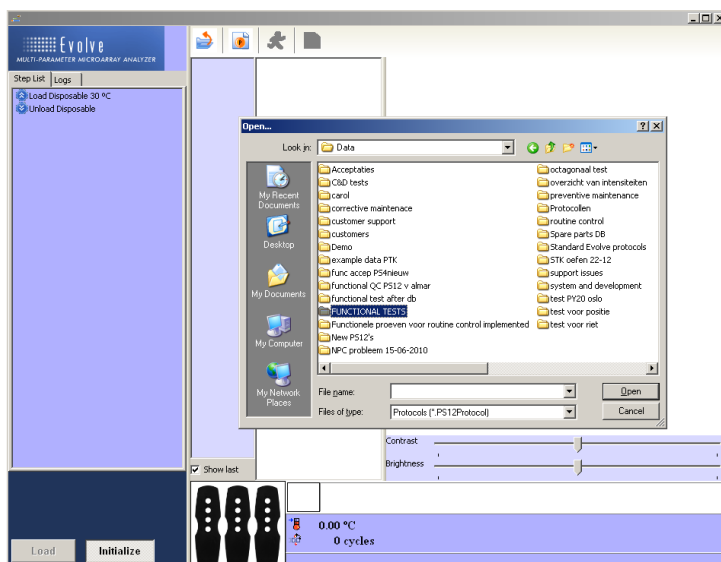 Evolve
MULTI-PARAMETER MICROARRAY ANALYZER
Step List
Logs
Load Disposable 30 ºC
Unload Disposable
Open...
Look in:
Data
My Recent Documents
Desktop
My Documents
My Computer
My Network Places
Acceptaties
C&D tests
carol
corrective maintenace
customer support
customers
Demo
example data PTK
func accep PS4nieuw
functional QC PS12 v almar
functional test after db
FUNCTIONAL TESTS
Functionele proeven voor routine control implemented
New PS12's
NPC probleem 15-06-2010
octagonaal test
overzicht van intensiteiten
preventive maintenance
Protocollen
routine control
Spare parts DB
Standard Evolve protocols
STK oefen 22-12
support issues
system and development
test PY20 oslo
test voor positie
test voor riet
File name:
Open
Files of type:
Protocols (*.PS12Protocol)
Cancel
Contrast
Brightness
Show last
0.00 ºC
0 cycles
Load
Initialize